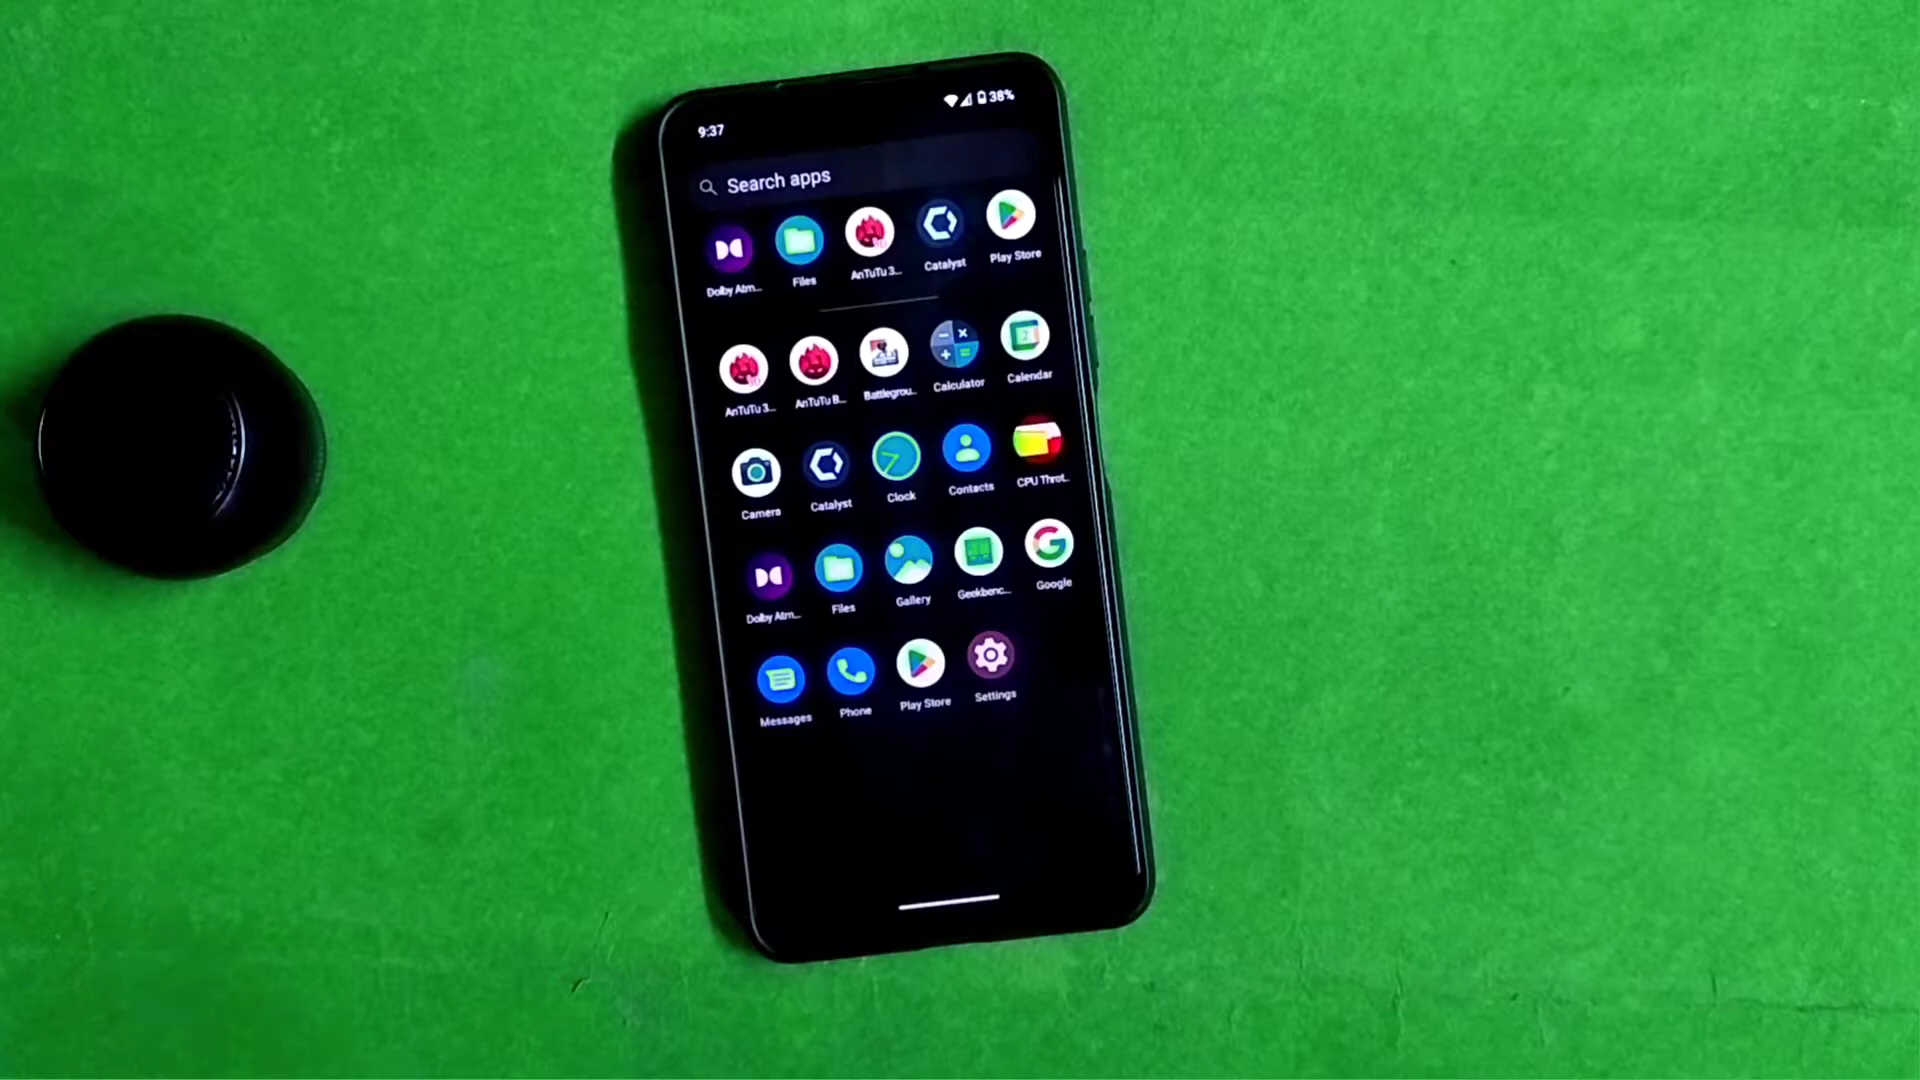 9:37 38%
Search apps
Dolby Atm... Files AnTuTu 3... Catalyst Play Store
AnTuTu 3... AnTuTu B... Battlegrou... Calculator Calendar
Camera Catalyst Clock Contacts CPU Throt...
Dolby Atm... Files Gallery Geekbenc... Google
Messages Phone Play Store Settings